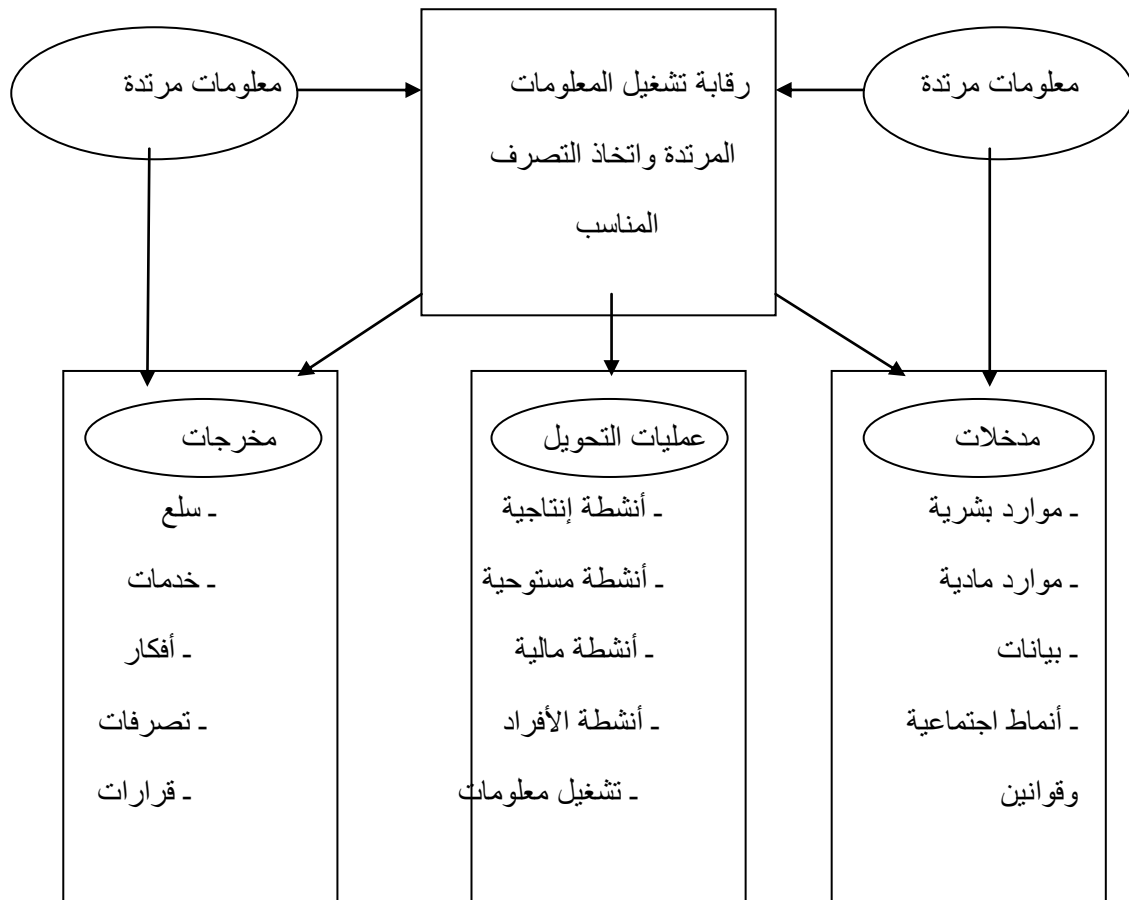 معلومات مرتدة
رقابة تشغيل المعلومات
المرتدة واتخاذ التصرف
المناسب
معلومات مرتدة
مدخلات
ـ موارد بشرية
ـ موارد مادية
ـ بيانات
ـ أنماط اجتماعية
وقوانين
عمليات التحويل
ـ أنشطة إنتاجية
ـ أنشطة مستوحية
ـ أنشطة مالية
ـ أنشطة الأفراد
ـ تشغيل معلومات
مخرجات
ـ سلع
ـ خدمات
ـ أفكار
ـ تصرفات
ـ قرارات